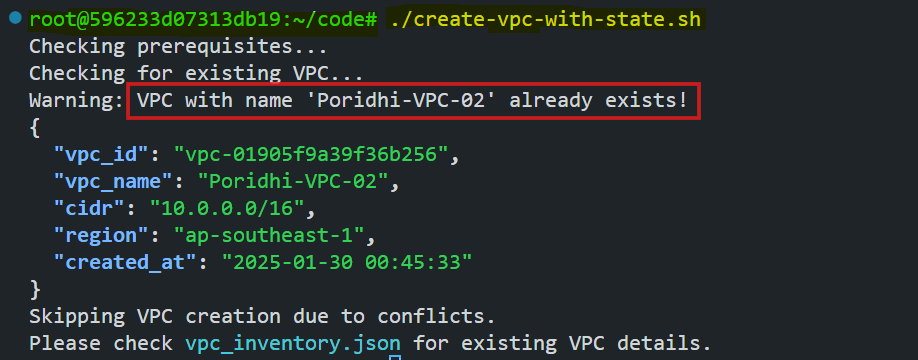 root@596233d07313db19:~/code# ./create-vpc-with-state.sh
Checking prerequisites...
Checking for existing VPC...
Warning: VPC with name 'Poridhi-VPC-02' already exists!
{
  "vpc_id": "vpc-01905f9a39f36b256",
  "vpc_name": "Poridhi-VPC-02",
  "cidr": "10.0.0.0/16",
  "region": "ap-southeast-1",
  "created_at": "2025-01-30 00:45:33"
}
Skipping VPC creation due to conflicts.
Please check vpc_inventory.json for existing VPC details.